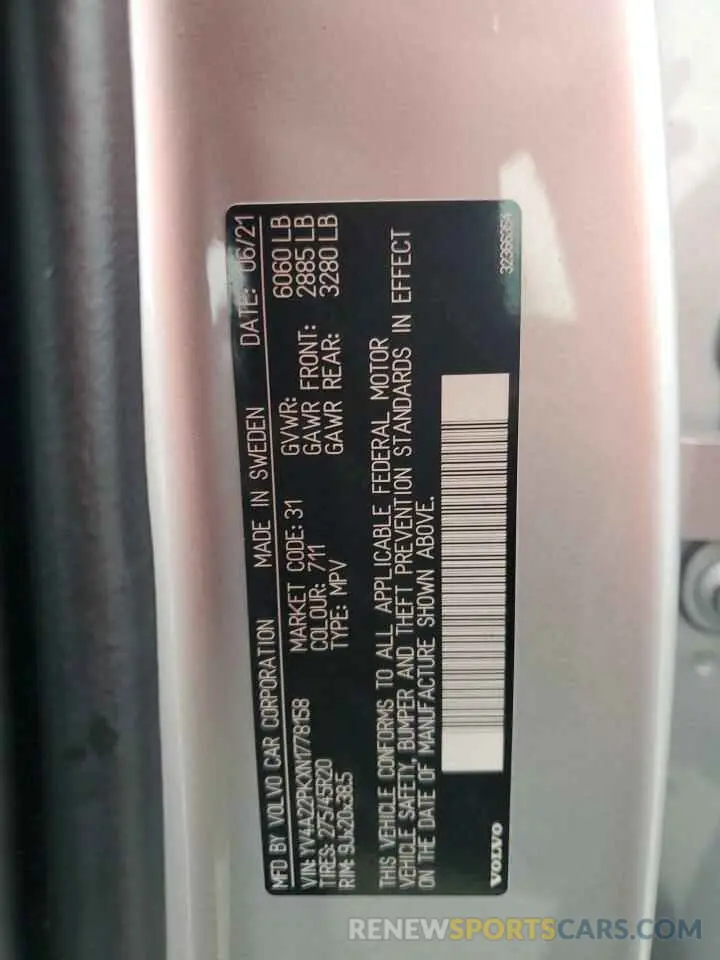 MFD BY VOLVO CAR CORPORATION MADE IN SWEDEN DATE: 06/21
VIN: YV4A22PKXN1778158 MARKET CODE: 31 GVWR: 6060 LB
TIRES: 275/45R20 COLOUR: 711 GAWR FRONT: 2885 LB
RIM: 9Jx20x38.5 TYPE: MPV GAWR REAR: 3280 LB
THIS VEHICLE CONFORMS TO ALL APPLICABLE FEDERAL MOTOR
VEHICLE SAFETY, BUMPER AND THEFT PREVENTION STANDARDS IN EFFECT
ON THE DATE OF MANUFACTURE SHOWN ABOVE.
VOLVO 32366364
RENEWSPORTSCARS.COM